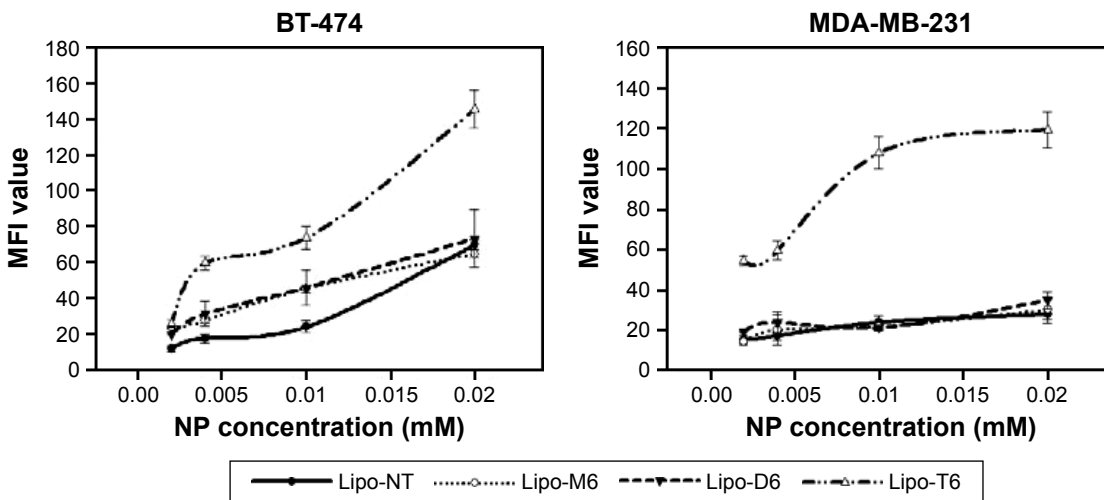 BT-474
MDA-MB-231
MFI value
180
160
140
120
100
80
60
40
20
0
0.00 0.005 0.01 0.015 0.02
NP concentration (mM)
MFI value
160
140
120
100
80
60
40
20
0
0.00 0.005 0.01 0.015 0.02
NP concentration (mM)
Lipo-NT Lipo-M6 Lipo-D6 Lipo-T6